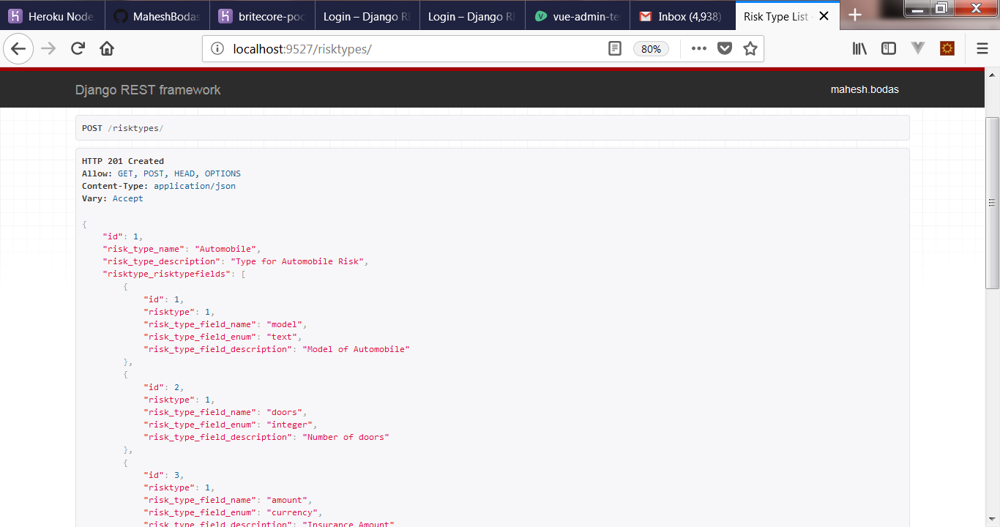 Heroku Node.
MaheshBodas
britecore-poc
Login – Django RE
Login – Django RE
vue-admin-te
Inbox (4,938)
Risk Type List -
localhost:9527/risktypes/
80%
Django REST framework
mahesh.bodas
POST /risktypes/
HTTP 201 Created
Allow: GET, POST, HEAD, OPTIONS
Content-Type: application/json
Vary: Accept
{
"id": 1,
"risk_type_name": "Automobile",
"risk_type_description": "Type for Automobile Risk",
"risktype_risktypefields": [
{
"id": 1,
"risktype": 1,
"risk_type_field_name": "model",
"risk_type_field_enum": "text",
"risk_type_field_description": "Model of Automobile"
},
{
"id": 2,
"risktype": 1,
"risk_type_field_name": "doors",
"risk_type_field_enum": "integer",
"risk_type_field_description": "Number of doors"
},
{
"id": 3,
"risktype": 1,
"risk_type_field_name": "amount",
"risk_type_field_enum": "currency",
"risk_type_field_description": "Insurance Amount"